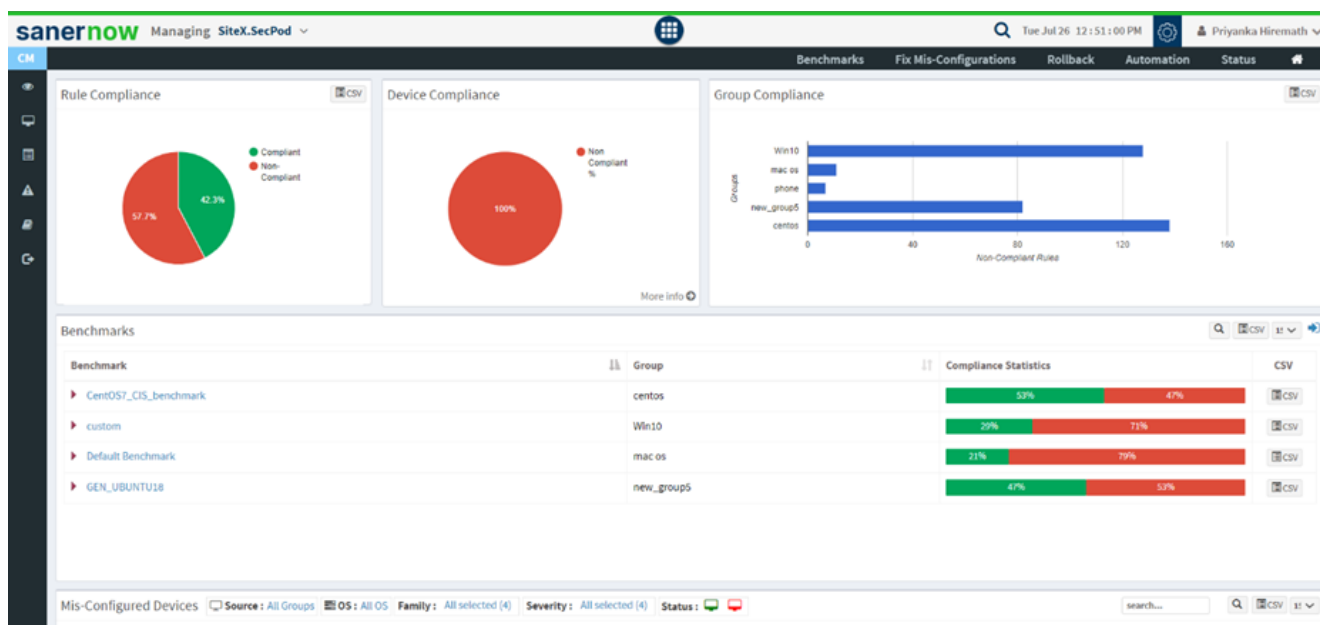 sanernow Managing SiteX.SecPod Tue Jul 26 12:51:00 PM Priyanka Hiremath
CM Benchmarks Fix Mis-Configurations Rollback Automation Status
Rule Compliance CSV
Compliant
Non-
Compliant
42.3%
57.7%
Device Compliance
Non
Compliant
%
100%
More info
Group Compliance CSV
Groups
Win10
mac os
phone
new_group5
centos
0 40 80 120 160
Non-Compliant Rules
Benchmarks CSV
Benchmark Group Compliance Statistics CSV
CentOS7_CIS_benchmark centos 53% 47% CSV
custom Win10 29% 71% CSV
Default Benchmark mac os 21% 79% CSV
GEN_UBUNTU18 new_group5 47% 53% CSV
Mis-Configured Devices Source : All Groups OS : All OS Family : All selected (4) Severity : All selected (4) Status : search... CSV